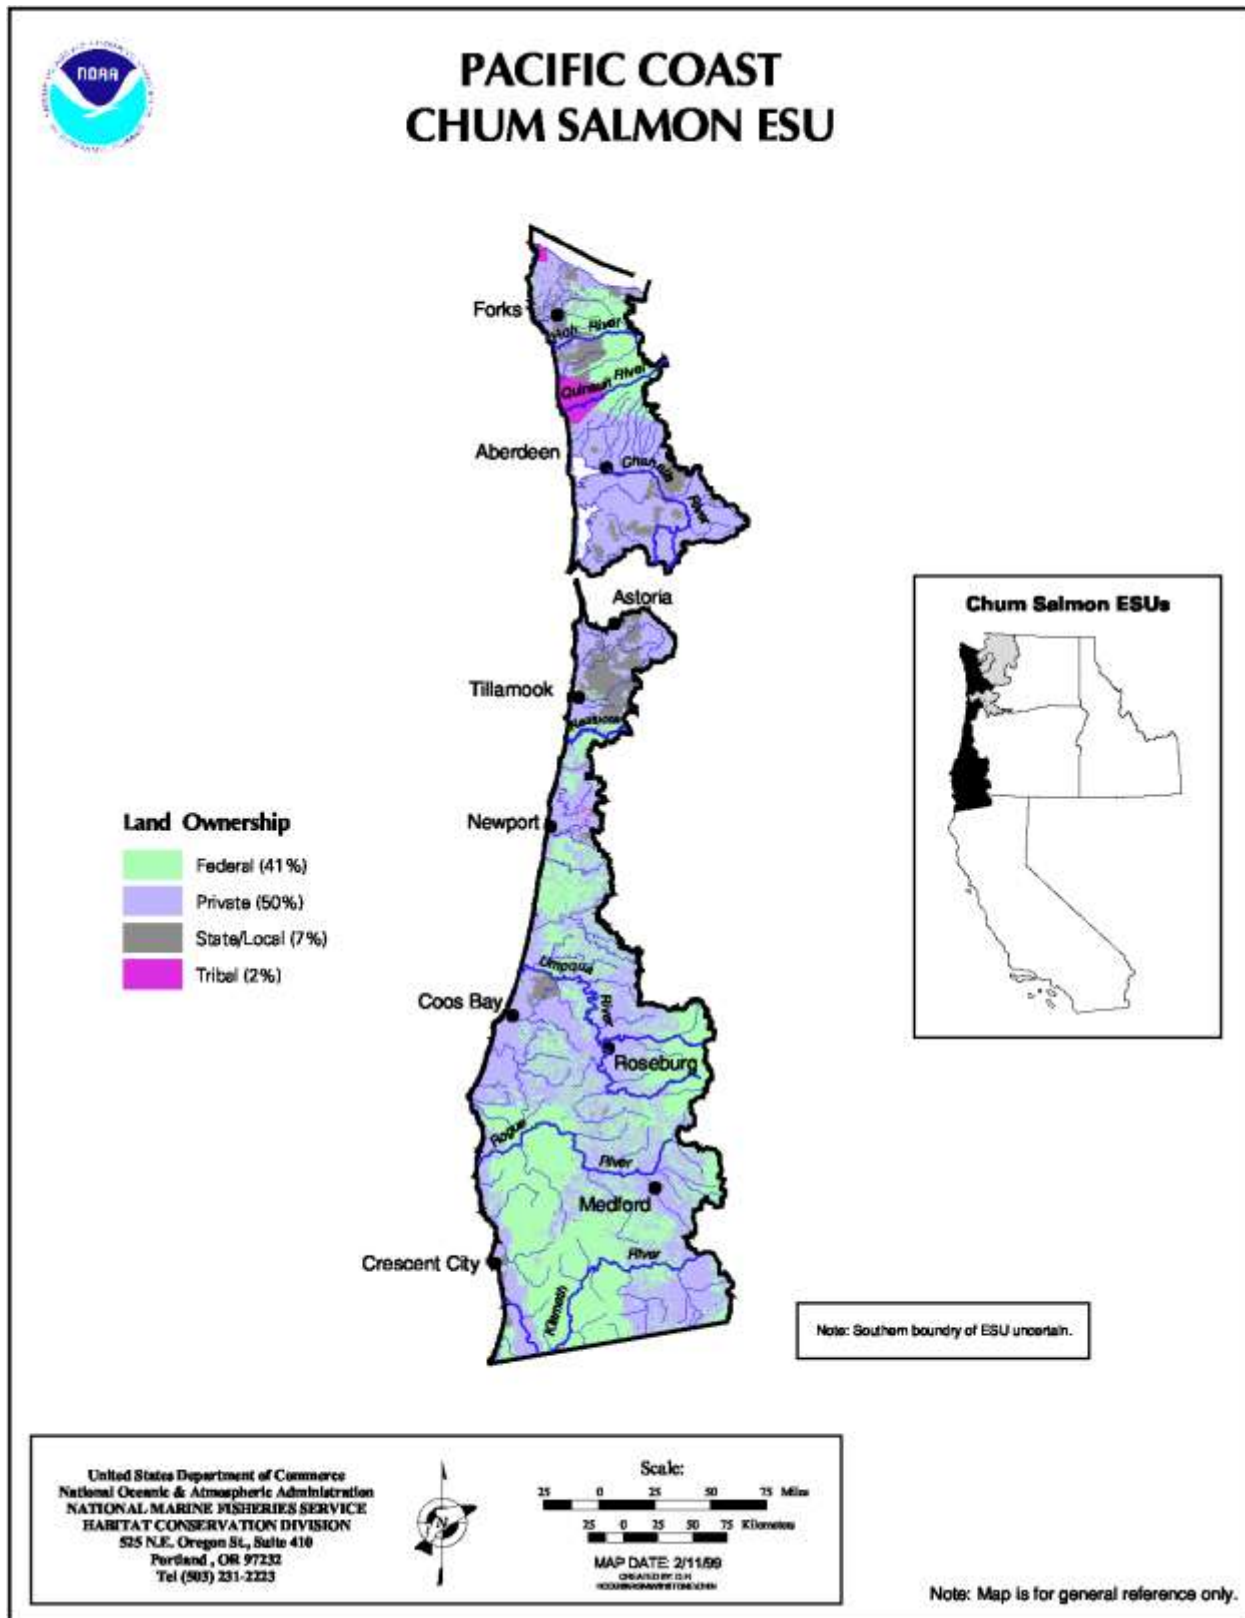 NOAA
PACIFIC COAST
CHUM SALMON ESU
Forks
Hoh River
Quinault River
Aberdeen
Chehalis
River
Astoria
Tillamook
Newport
Umpqua
River
Coos Bay
Roseburg
Rogue
River
Medford
Crescent City
River
Klamath
Land Ownership
Federal (41%)
Private (50%)
State/Local (7%)
Tribal (2%)
Chum Salmon ESUs
Note: Southern boundry of ESU uncertain.
United States Department of Commerce
National Oceanic & Atmospheric Administration
NATIONAL MARINE FISHERIES SERVICE
HABITAT CONSERVATION DIVISION
525 N.E. Oregon St., Suite 410
Portland , OR 97232
Tel (503) 231-2223
N
Scale:
25 0 25 50 75 Miles
25 0 25 50 75 Kilometers
MAP DATE: 2/11/99
CREATED BY:
Note: Map is for general reference only.